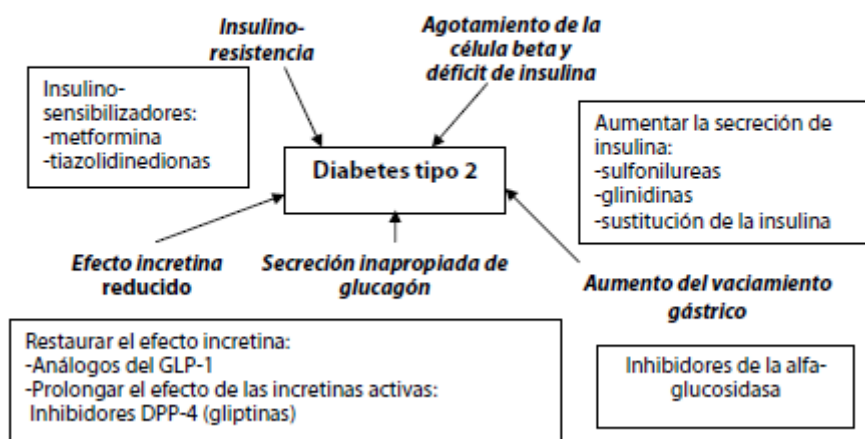 Insulino-
resistencia
Agotamiento de la
célula beta y
déficit de insulina
Insulino-
sensibilizadores:
-metformina
-tiazolidinedionas
Diabetes tipo 2
Aumentar la secreción de
insulina:
-sulfonilureas
-glinidinas
-sustitución de la insulina
Efecto incretina
reducido
Secreción inapropiada de
glucagón
Aumento del vaciamiento
gástrico
Restaurar el efecto incretina:
-Análogos del GLP-1
-Prolongar el efecto de las incretinas activas:
Inhibidores DPP-4 (gliptinas)
Inhibidores de la alfa-
glucosidasa